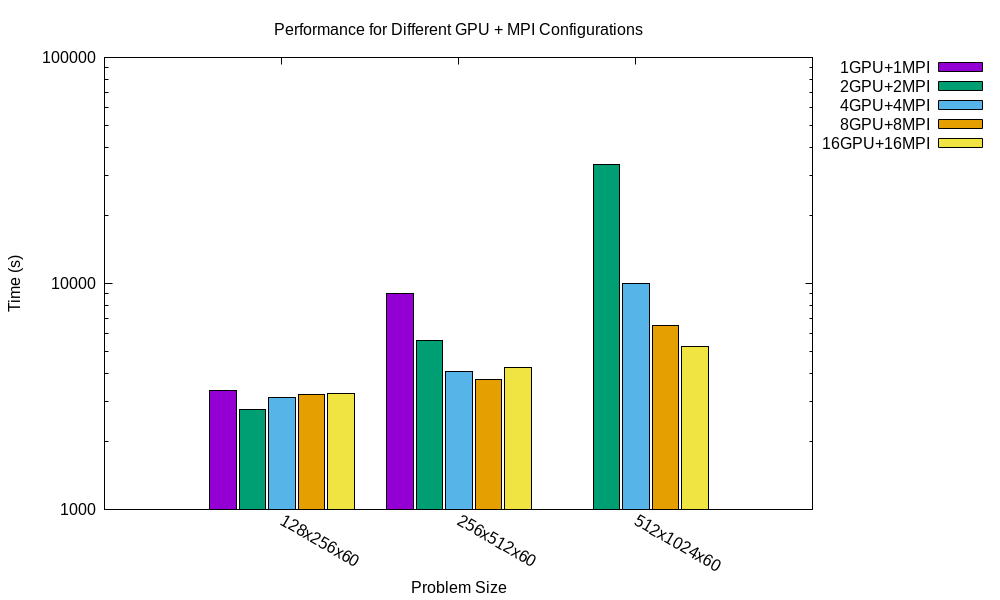 Performance for Different GPU + MPI Configurations
100000
10000
1000
Time (s)
1GPU+1MPI
2GPU+2MPI
4GPU+4MPI
8GPU+8MPI
16GPU+16MPI
128x256x60
256x512x60
512x1024x60
Problem Size